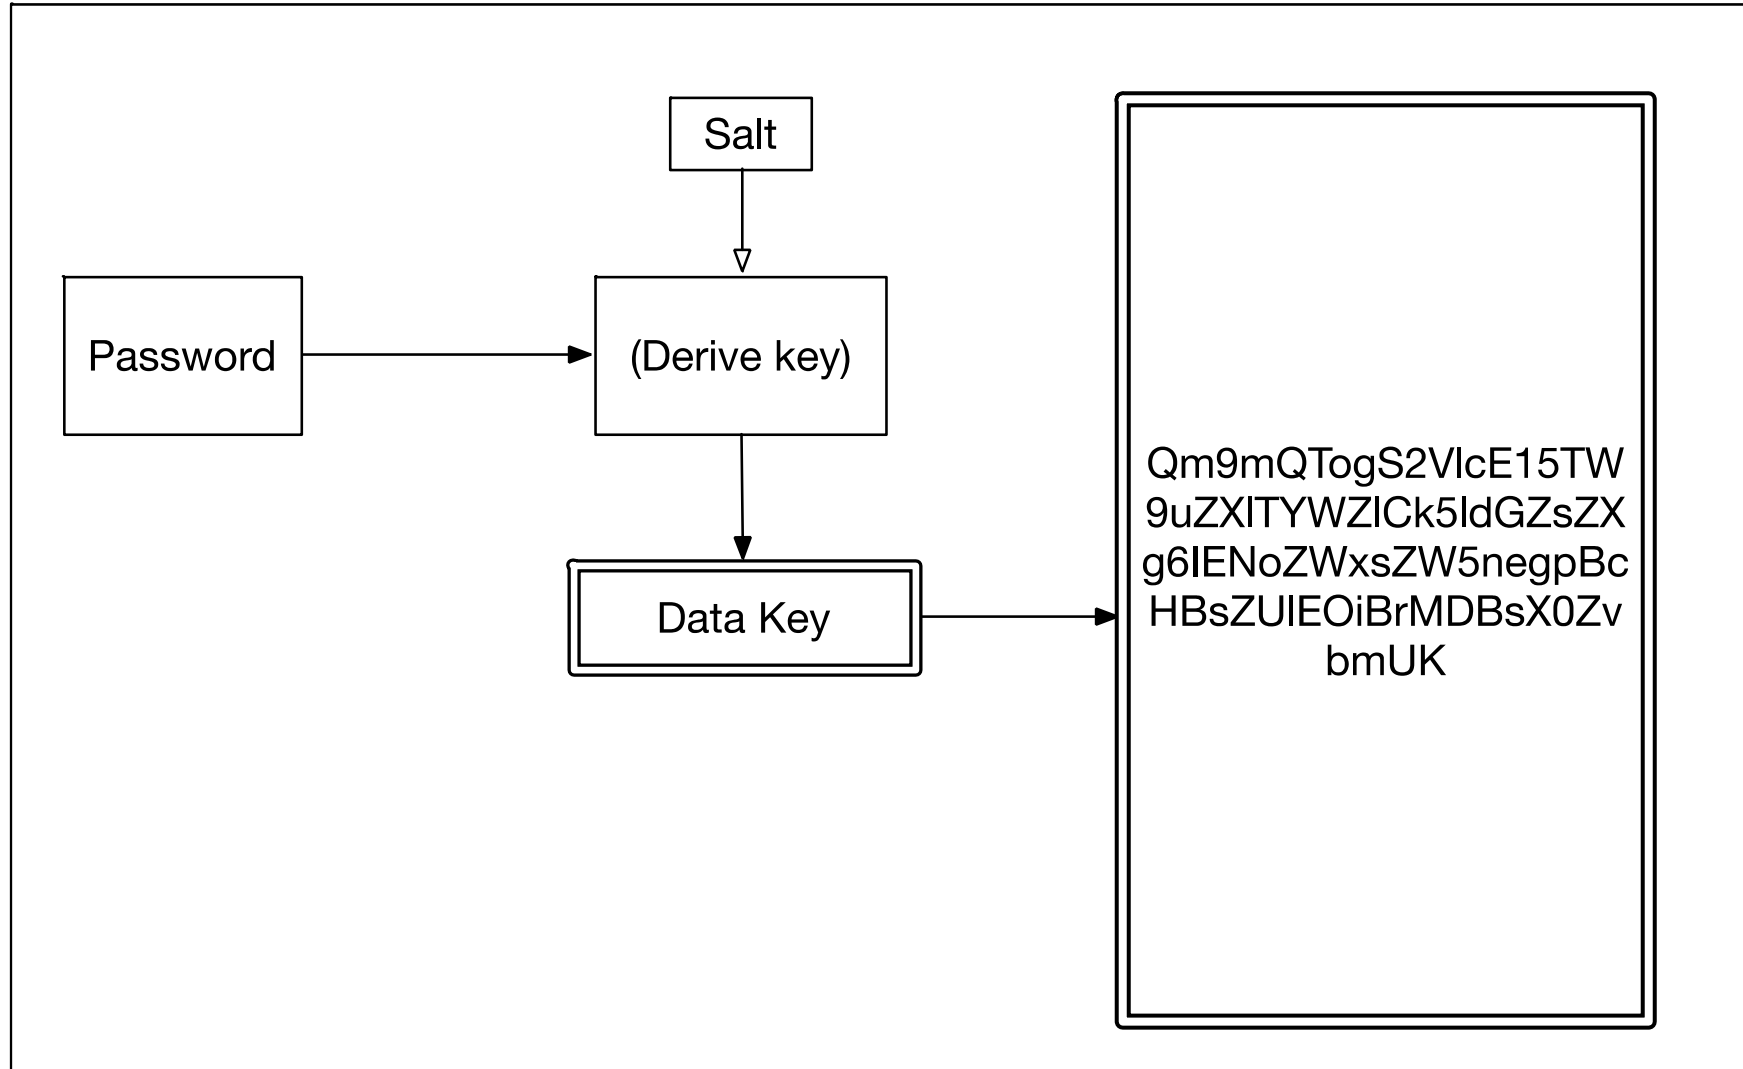 Salt
Password
(Derive key)
Data Key
Qm9mQTogS2VlcE15TW
9uZXlTYWZlCk5ldGZsZX
g6IENoZWxsZW5negpBc
HBsZUlEOiBrMDBsX0Zv
bmUK